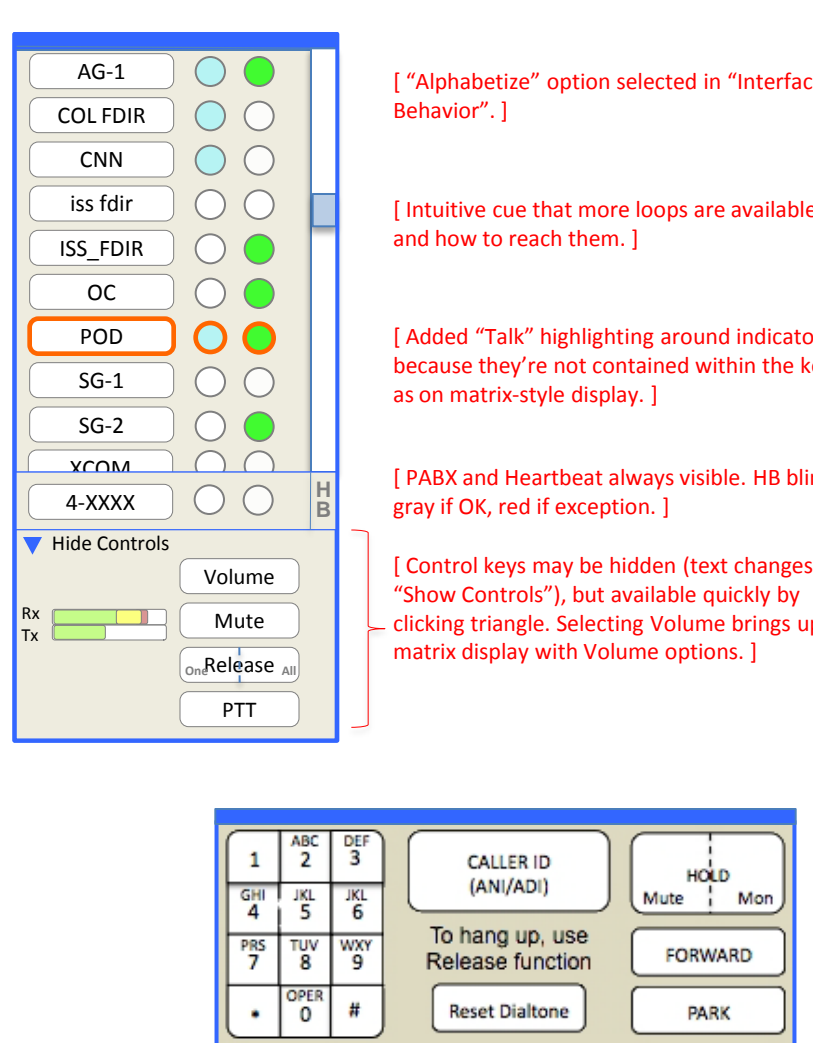 AG-1
COL FDIR
CNN
iss fdir
ISS_FDIR
OC
POD
SG-1
SG-2
XCOM
4-XXXX
H
B
Hide Controls
Volume
Rx
Tx
Mute
One Release All
PTT
[ “Alphabetize” option selected in “Interfac
Behavior”. ]
[ Intuitive cue that more loops are available
and how to reach them. ]
[ Added “Talk” highlighting around indicato
because they’re not contained within the k
as on matrix-style display. ]
[ PABX and Heartbeat always visible. HB blin
gray if OK, red if exception. ]
[ Control keys may be hidden (text changes
“Show Controls”), but available quickly by
clicking triangle. Selecting Volume brings up
matrix display with Volume options. ]
1
ABC
2
DEF
3
GHI
4
JKL
5
JKL
6
PRS
7
TUV
8
WXY
9
•
OPER
0
#
CALLER ID
(ANI/ADI)
To hang up, use
Release function
Reset Dialtone
HOLD
Mute Mon
FORWARD
PARK